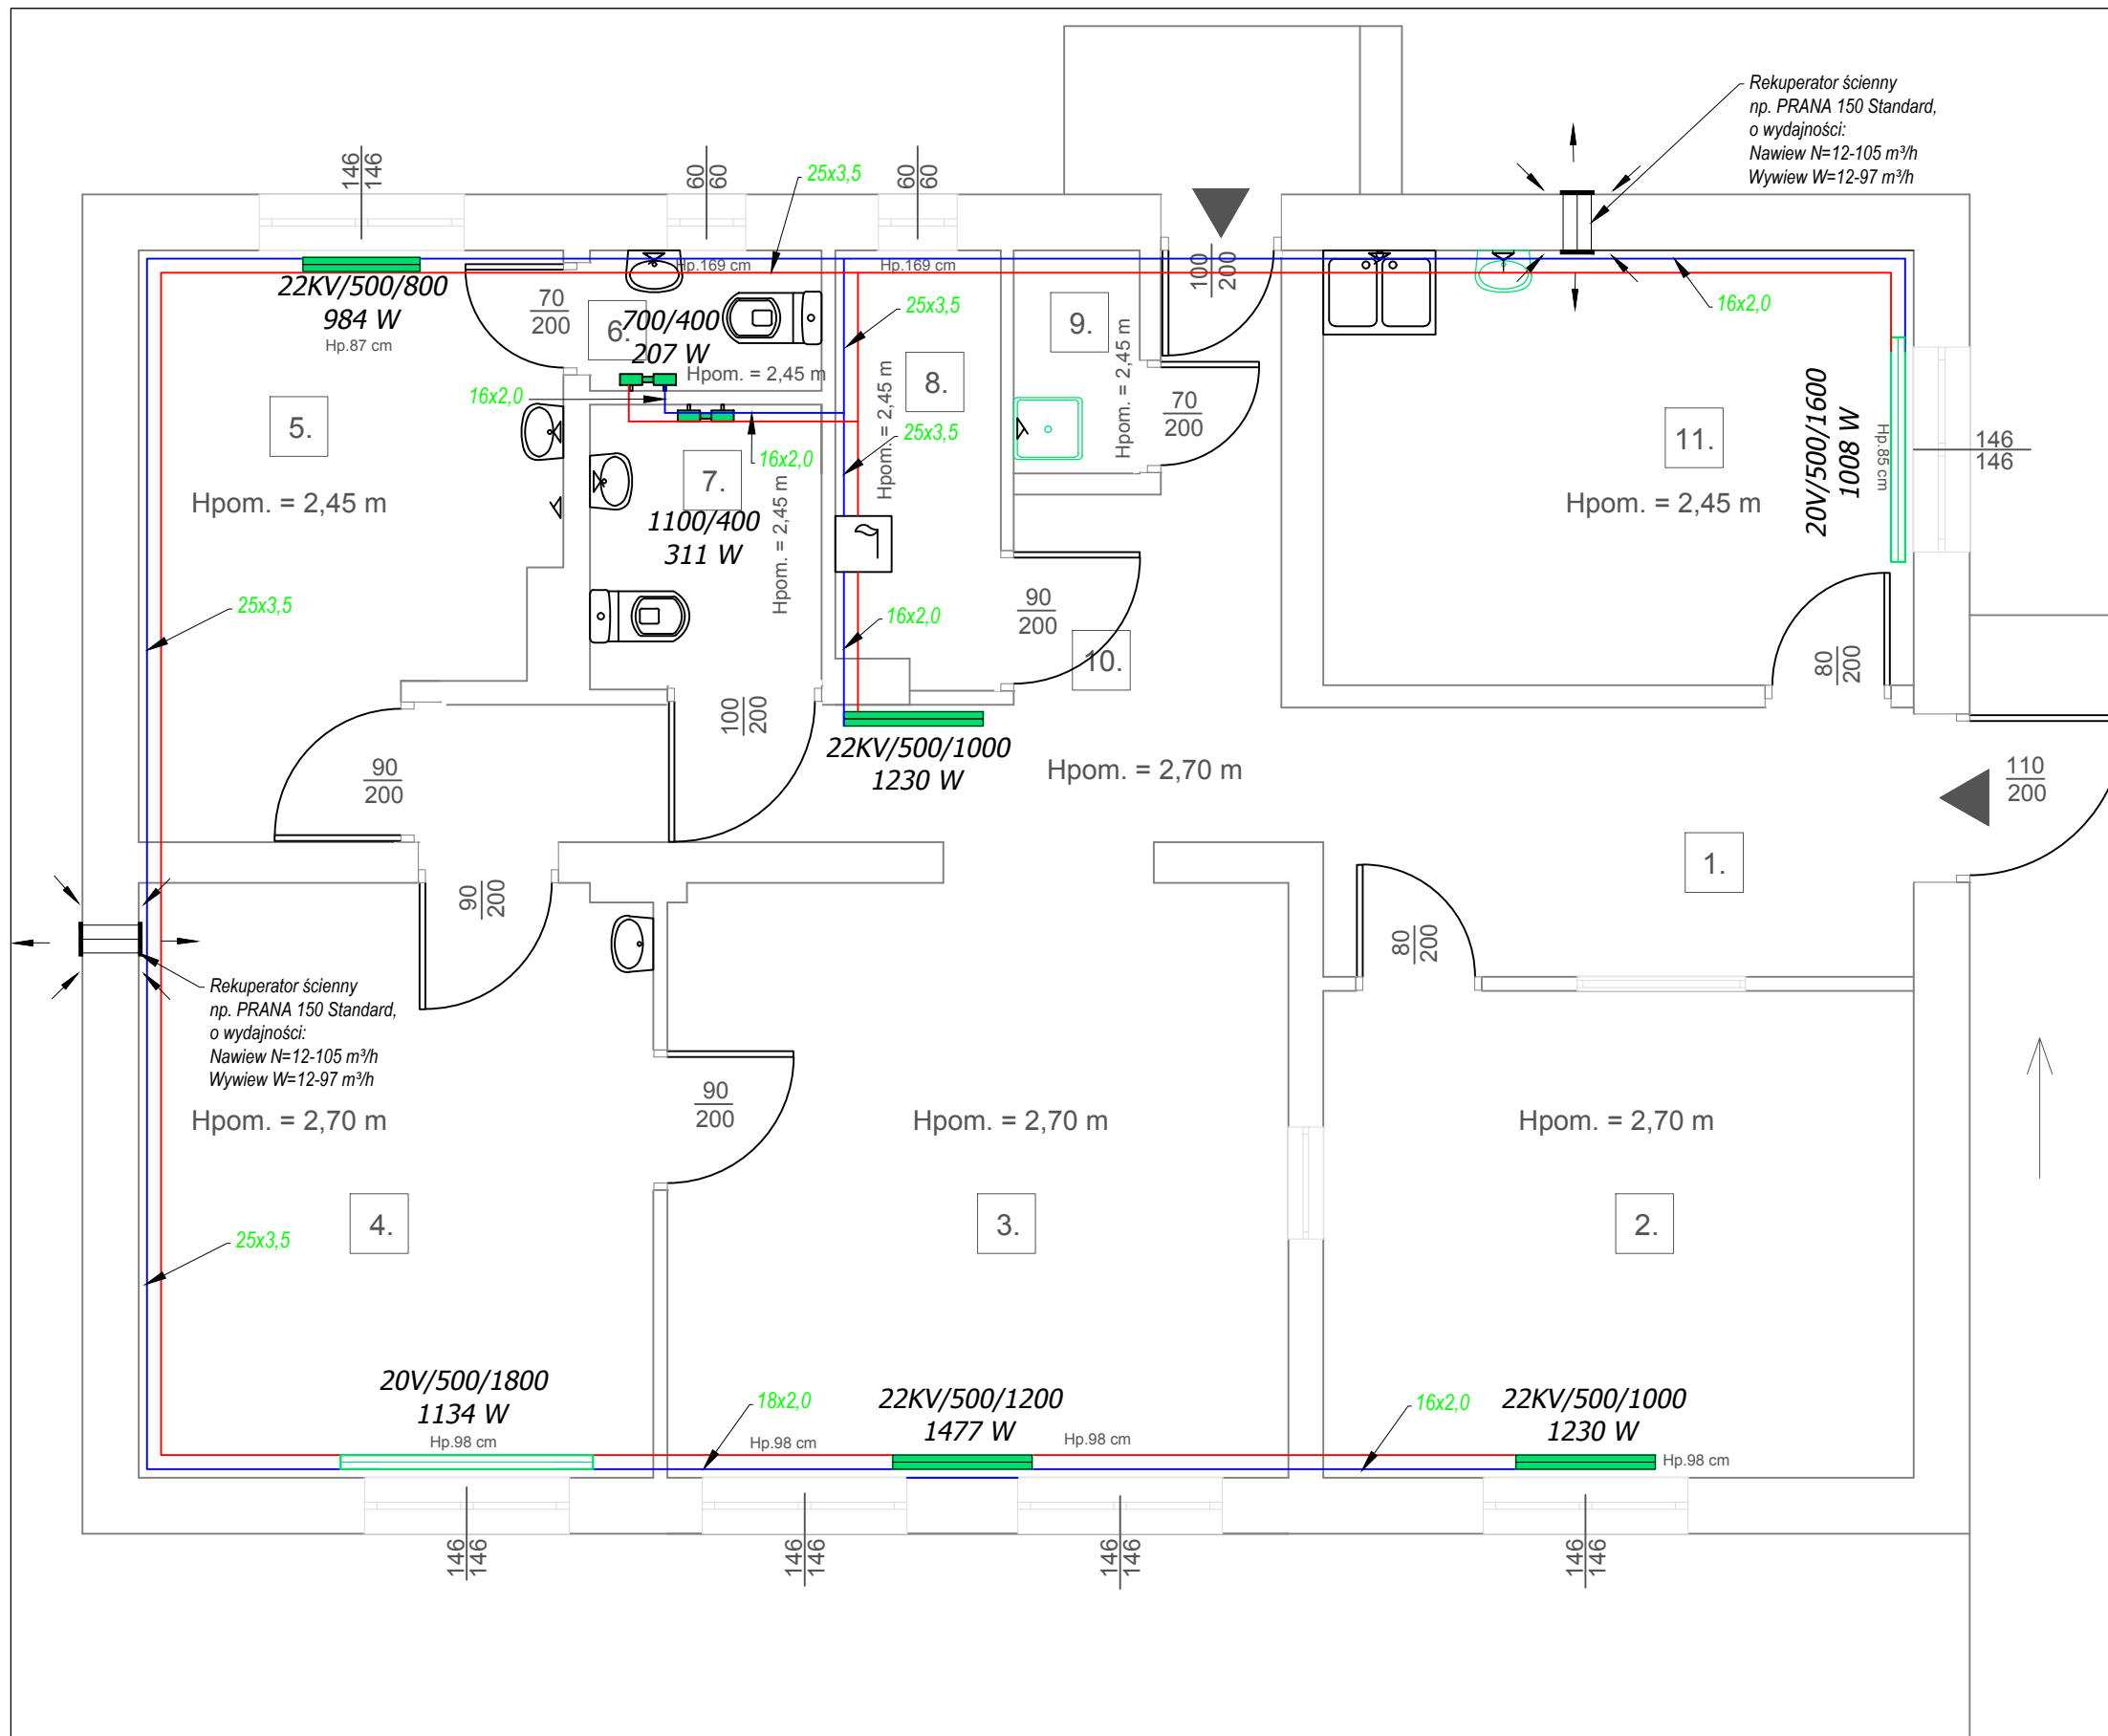 Rekuperator ścienny
np. PRANA 150 Standard,
o wydajności:
Nawiew N=12-105 m³/h
Wywiew W=12-97 m³/h
146
146
60
60
60
60
25x3,5
100
200
Hp.169 cm
Hp.169 cm
22KV/500/800
984 W
Hp.87 cm
70
200
6.
700/400
207 W
Hpom. = 2,45 m
25x3,5
8.
Hpom. = 2,45 m
9.
Hpom. = 2,45 m
16x2,0
5.
Hpom. = 2,45 m
16x2,0
25x3,5
16x2,0
7.
1100/400
311 W
Hpom. = 2,45 m
70
200
11.
Hpom. = 2,45 m
20V/500/1600
1008 W
Hp.85 cm
146
146
25x3,5
16x2,0
90
200
10.
80
200
100
200
90
200
22KV/500/1000
1230 W
Hpom. = 2,70 m
110
200
1.
90
200
80
200
Rekuperator ścienny
np. PRANA 150 Standard,
o wydajności:
Nawiew N=12-105 m³/h
Wywiew W=12-97 m³/h
Hpom. = 2,70 m
90
200
Hpom. = 2,70 m
Hpom. = 2,70 m
4.
3.
2.
25x3,5
20V/500/1800
1134 W
Hp.98 cm
18x2,0
Hp.98 cm
22KV/500/1200
1477 W
Hp.98 cm
16x2,0
22KV/500/1000
1230 W
Hp.98 cm
146
146
146
146
146
146
146
146